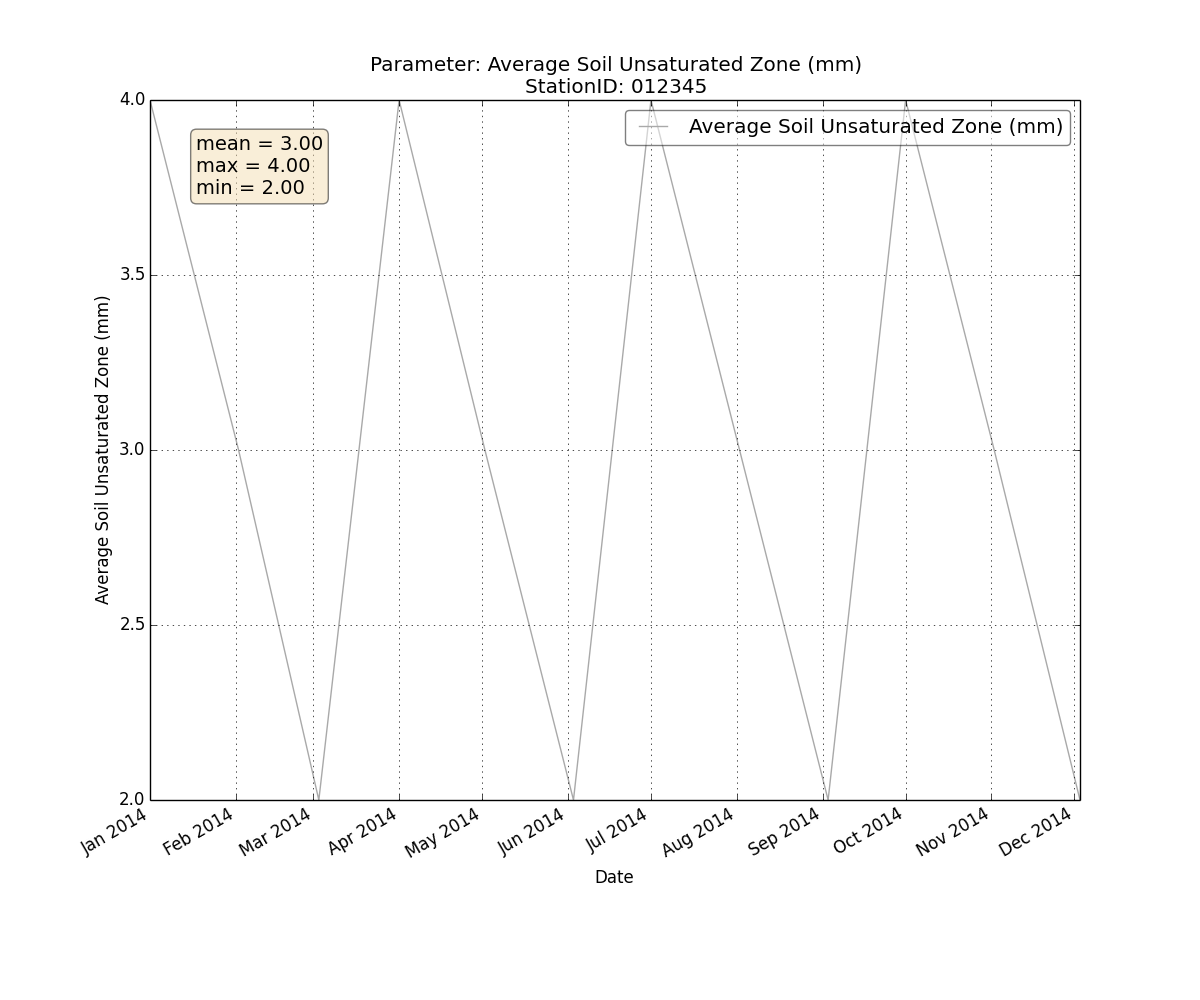 Parameter: Average Soil Unsaturated Zone (mm)
StationID: 012345
4.0
3.5
3.0
2.5
2.0
Average Soil Unsaturated Zone (mm)
mean = 3.00
max = 4.00
min = 2.00
Average Soil Unsaturated Zone (mm)
Jan 2014
Feb 2014
Mar 2014
Apr 2014
May 2014
Jun 2014
Jul 2014
Aug 2014
Sep 2014
Oct 2014
Nov 2014
Dec 2014
Date